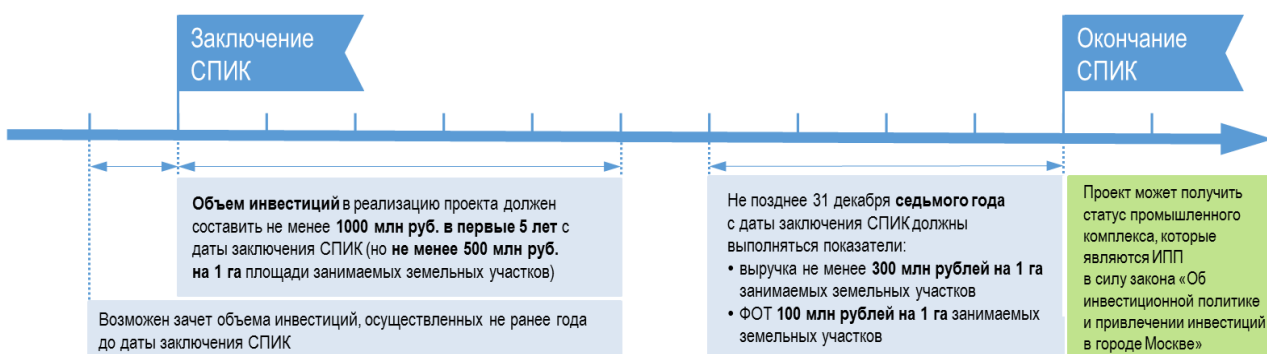 Заключение
СПИК
Окончание
СПИК
Объем инвестиций в реализацию проекта должен
составить не менее 1000 млн руб. в первые 5 лет с
даты заключения СПИК (но не менее 500 млн руб.
на 1 га площади занимаемых земельных участков)
Возможен зачет объема инвестиций, осуществленных не ранее года
до даты заключения СПИК
Не позднее 31 декабря седьмого года
с даты заключения СПИК должны
выполняться показатели:
• выручка не менее 300 млн рублей на 1 га
занимаемых земельных участков
• ФОТ 100 млн рублей на 1 га занимаемых
земельных участков
Проект может получить
статус промышленного
комплекса, которые
являются ИПП
в силу закона «Об
инвестиционной политике
и привлечении инвестиций
в городе Москве»